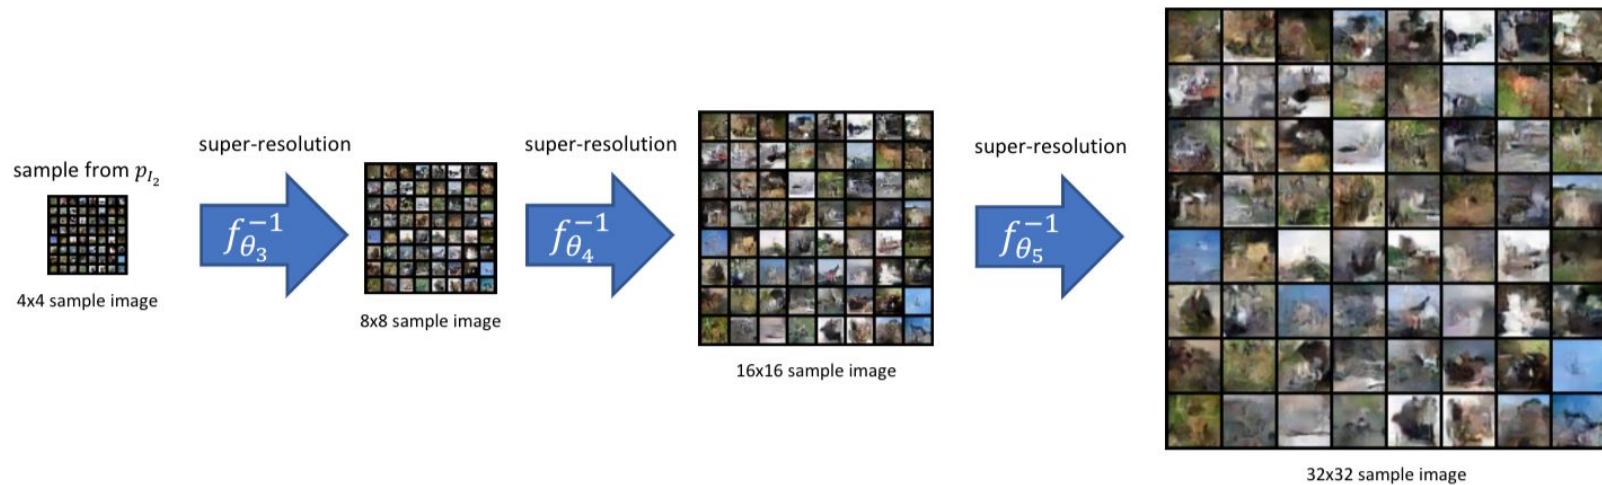 sample from p_{I_2}
4x4 sample image
super-resolution
f_{θ_3}^{-1}
8x8 sample image
super-resolution
f_{θ_4}^{-1}
16x16 sample image
super-resolution
f_{θ_5}^{-1}
32x32 sample image